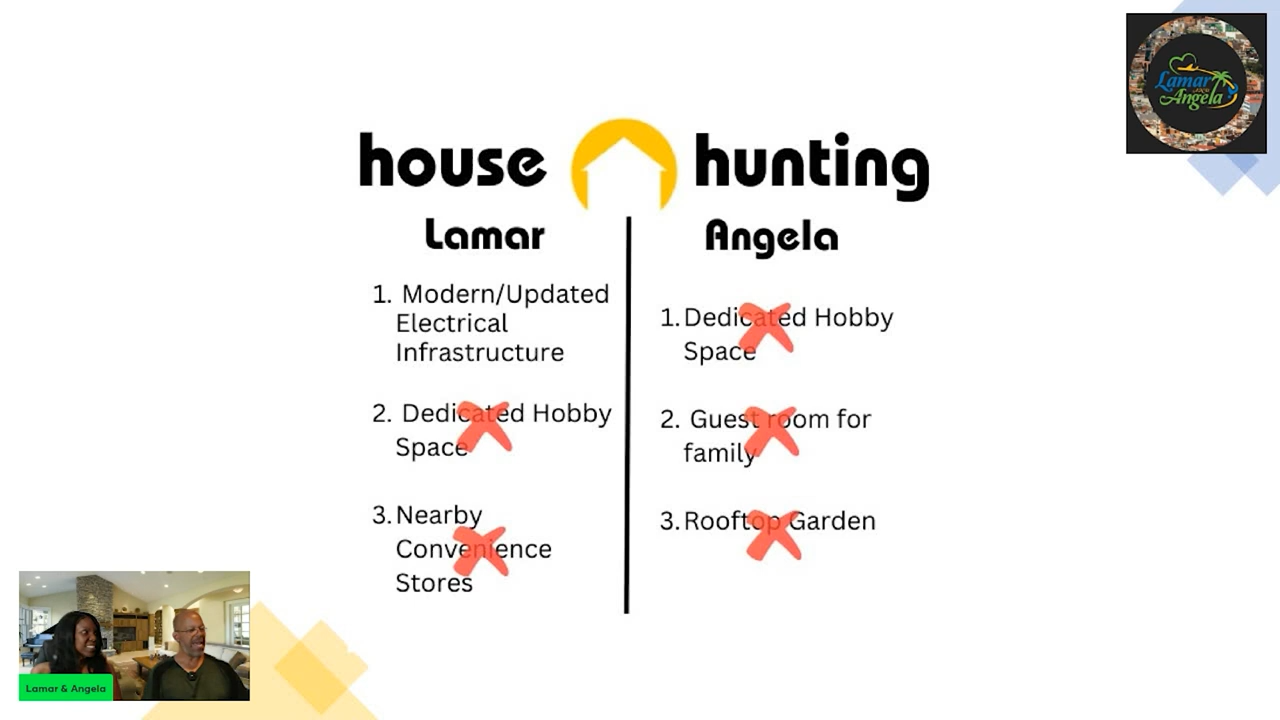 Lamar
AND
Angela
house hunting
Lamar
Angela
1. Modern/Updated
Electrical
Infrastructure
2. Dedicated Hobby
Space
3. Nearby
Convenience
Stores
1. Dedicated Hobby
Space
2. Guest room for
family
3. Rooftop Garden
Lamar & Angela